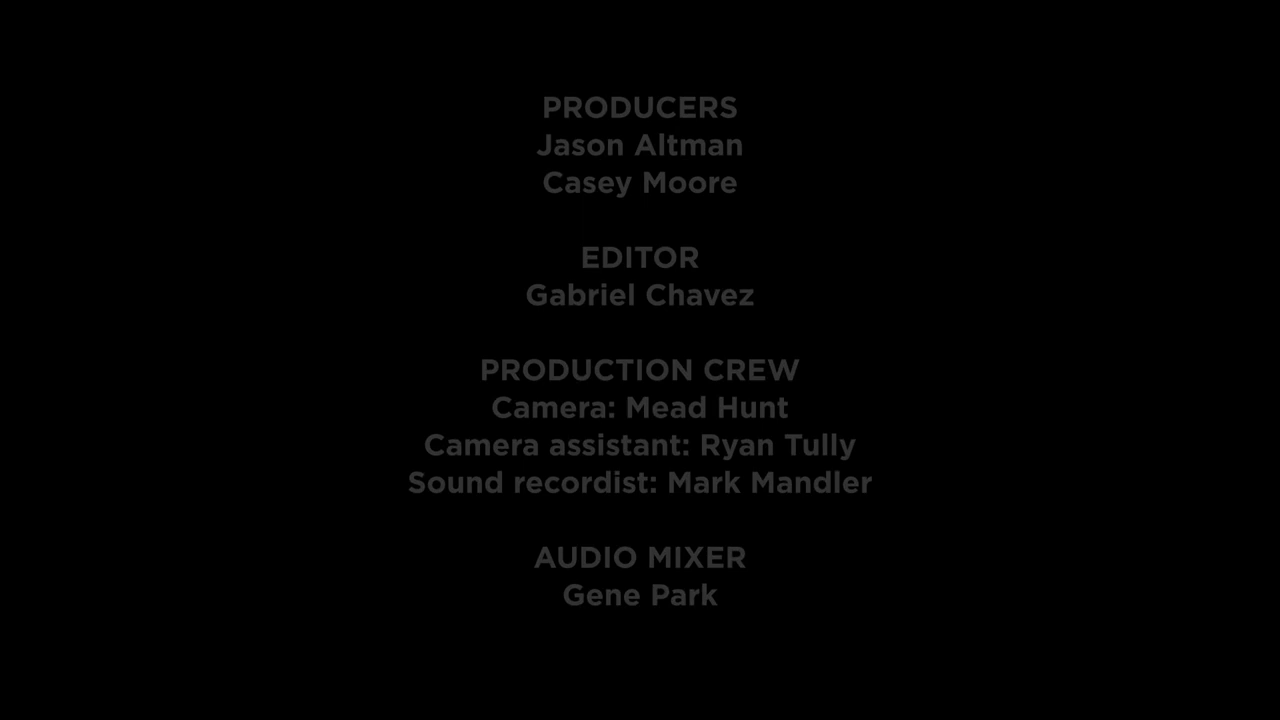 PRODUCERS
Jason Altman
Casey Moore
EDITOR
Gabriel Chavez
PRODUCTION CREW
Camera: Mead Hunt
Camera assistant: Ryan Tully
Sound recordist: Mark Mandler
AUDIO MIXER
Gene Park